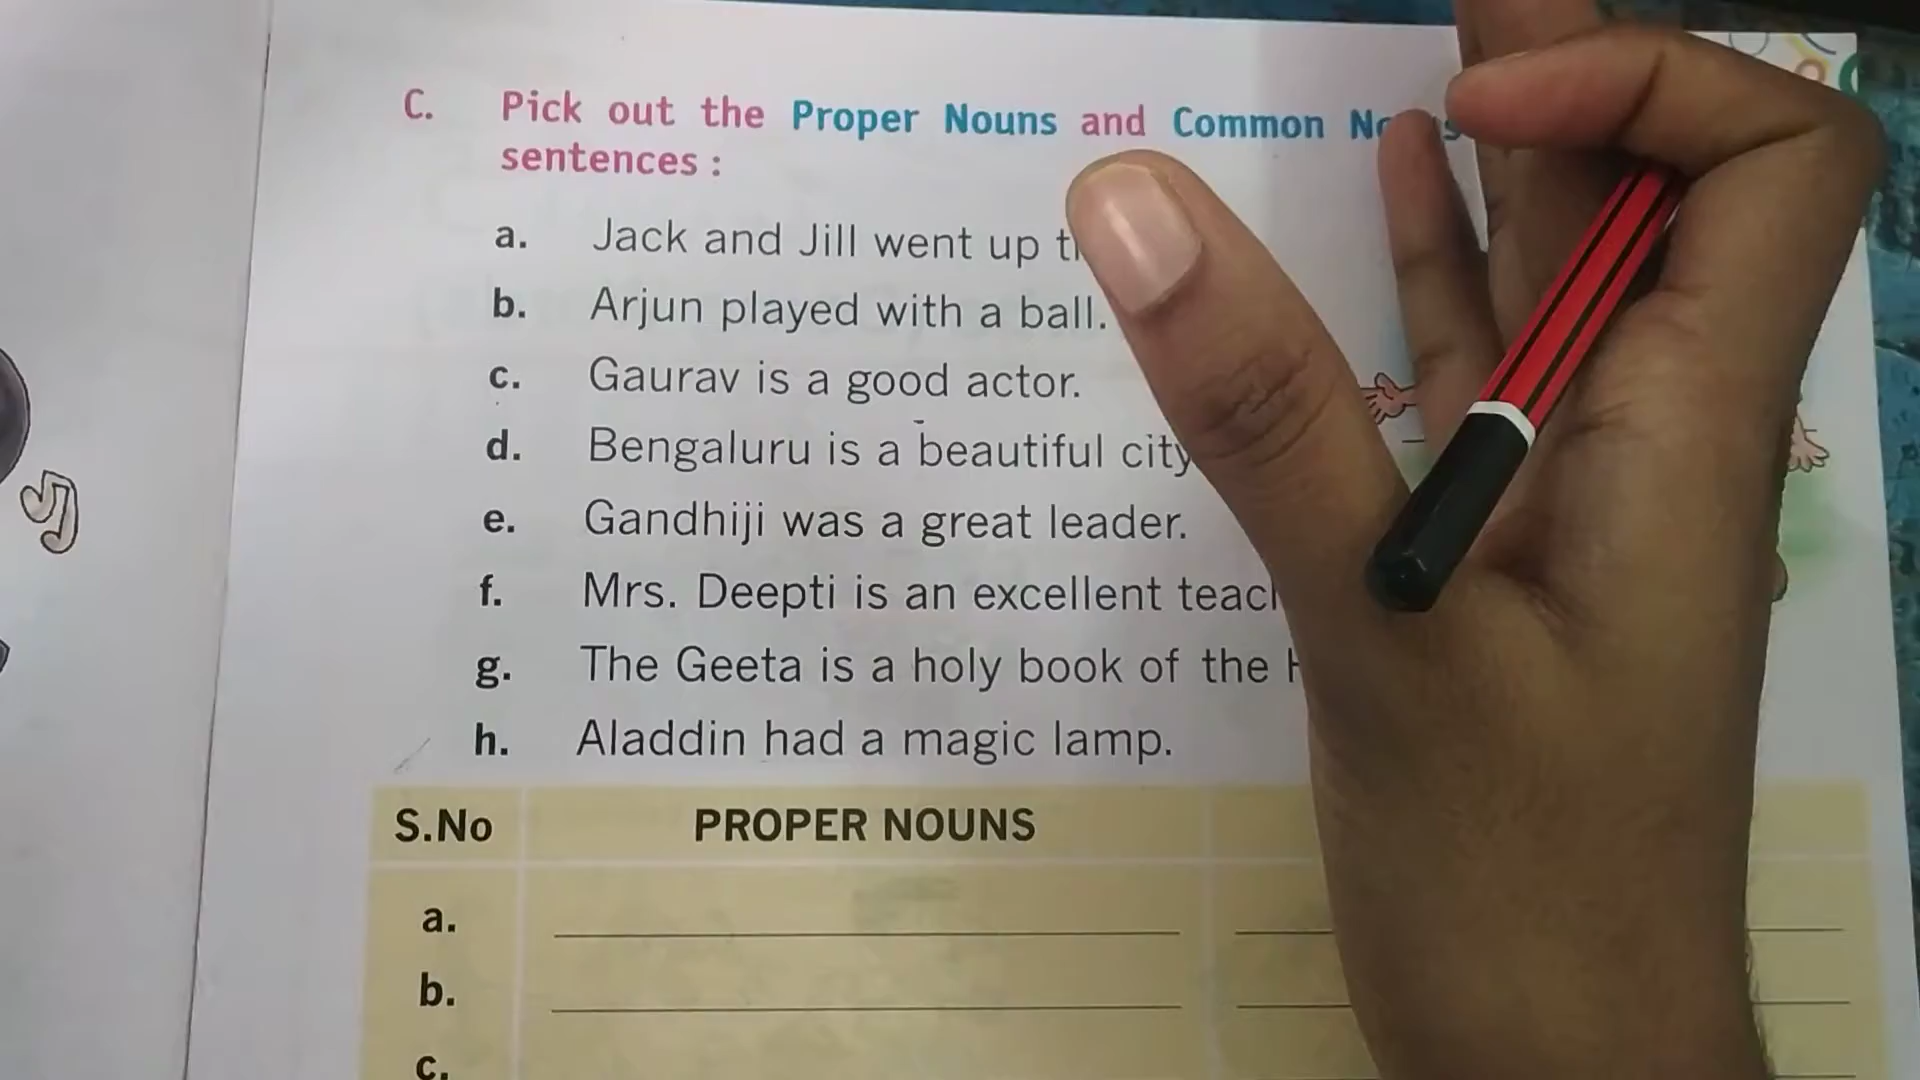 C. Pick out the Proper Nouns and Common
sentences :
a. Jack and Jill went up
b. Arjun played with a ball.
c. Gaurav is a good actor.
d. Bengaluru is a beautiful city
e. Gandhiji was a great leader.
f. Mrs. Deepti is an excellent
g. The Geeta is a holy book of the
h. Aladdin had a magic lamp.
S.No PROPER NOUNS
a.
b.
c.